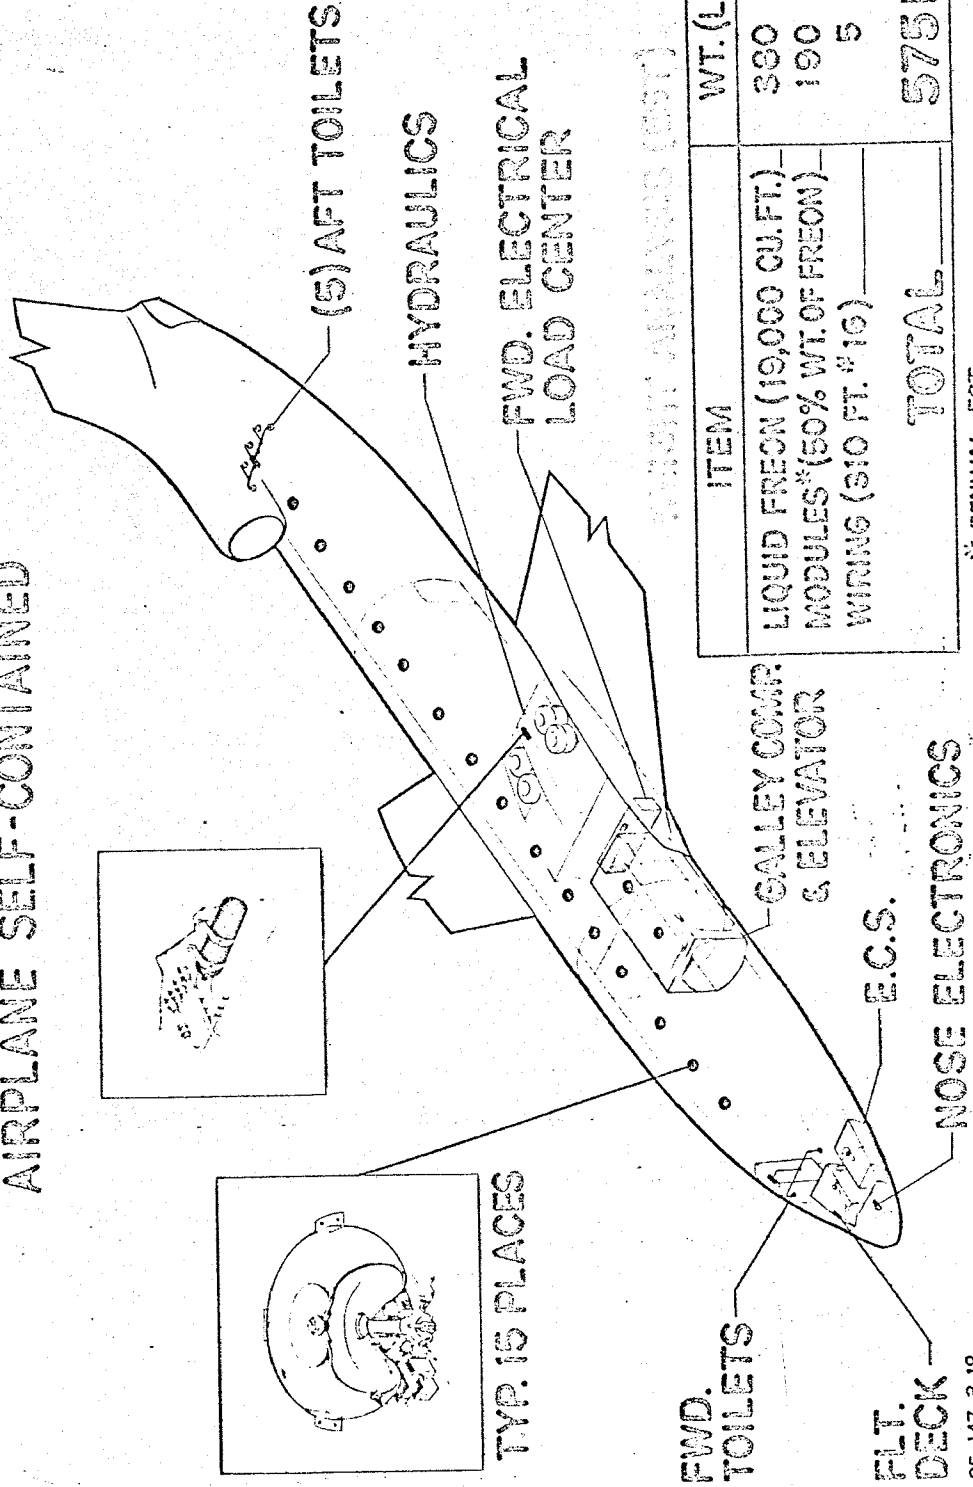 AIRPLANE SELF-CONTAINED
(5) AFT TOILETS
HYDRAULICS
FWD. ELECTRICAL
LOAD CENTER
TYP. 15 PLACES
GALLEY COMP.
& ELEVATOR
E.C.S.
NOSE ELECTRONICS
FWD.
TOILETS
FLT.
DECK
(EST)
ITEM WT. (L
LIQUID FREON (19,000 CU.FT.) 380
MODULES* (50% WT. OF FREON) 190
WIRING (310 FT. #16) 5
TOTAL 575